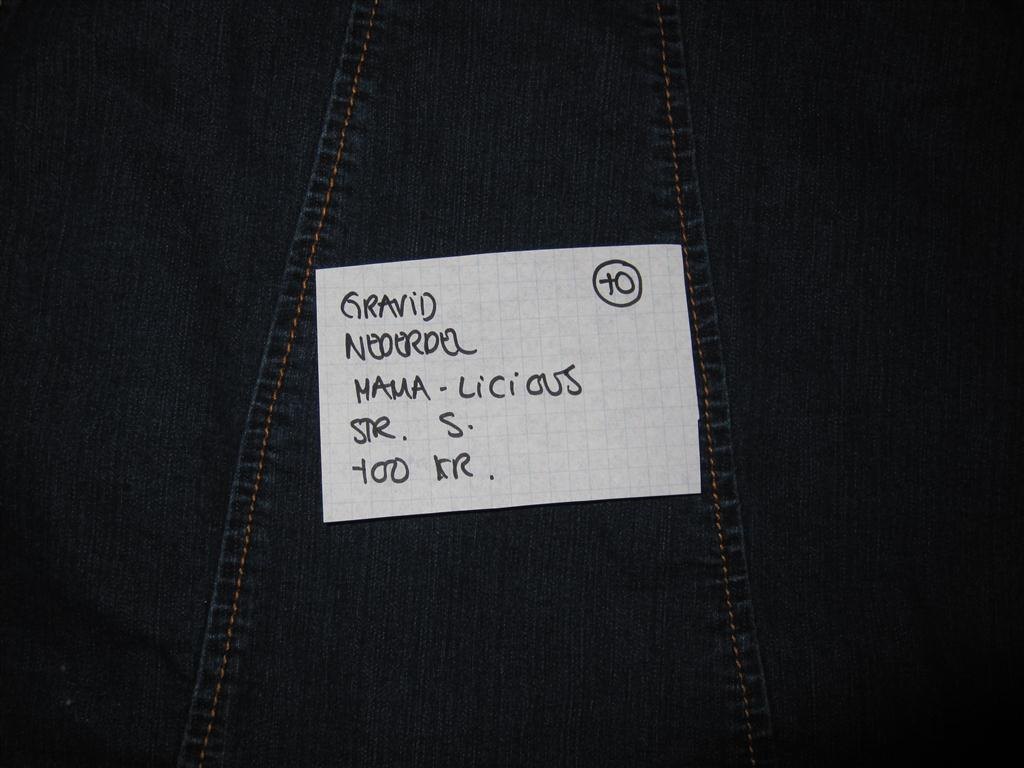 10
GRAViD
NEDERDEL
MAMA-LiCiOUS
STR. S.
100 KR.